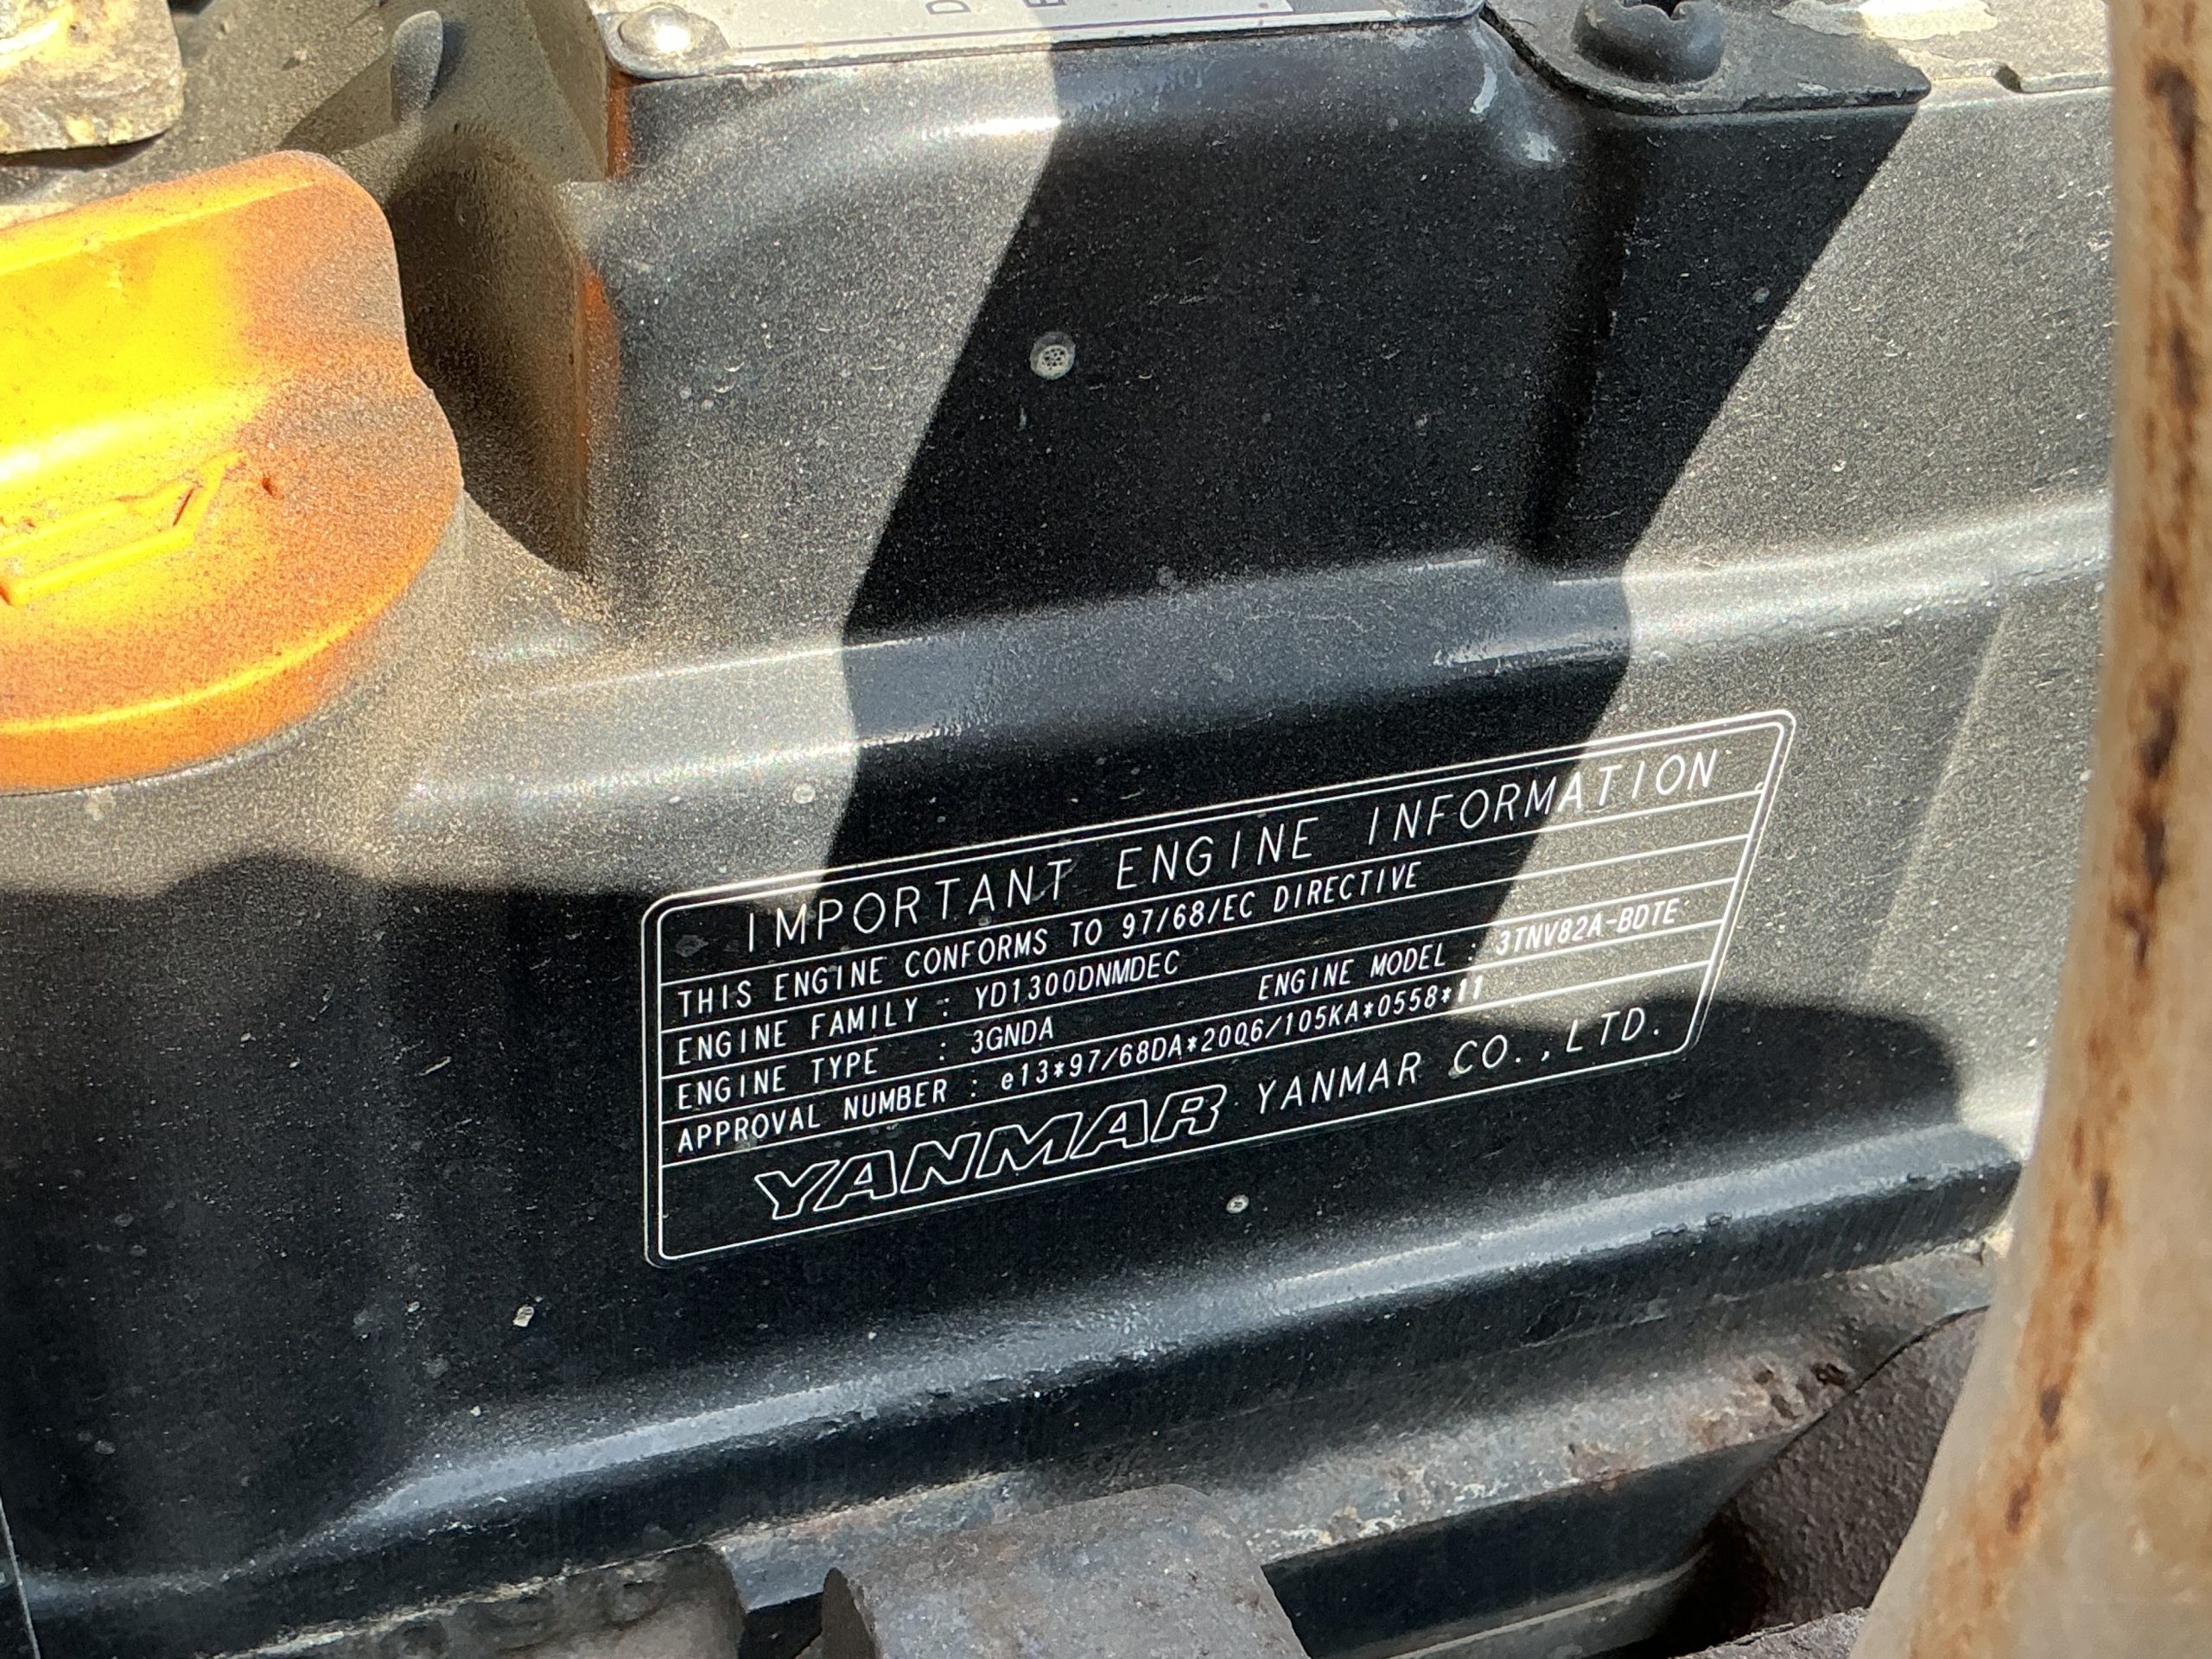 IMPORTANT ENGINE INFORMATION
THIS ENGINE CONFORMS TO 97/68/EC DIRECTIVE
ENGINE FAMILY : YD1300DNMDEC
ENGINE TYPE : 3GNDA ENGINE MODEL : 3TNV82A-BDTE
APPROVAL NUMBER : e13*97/68DA*2006/105KA*0558*11
YANMAR YANMAR CO.,LTD.